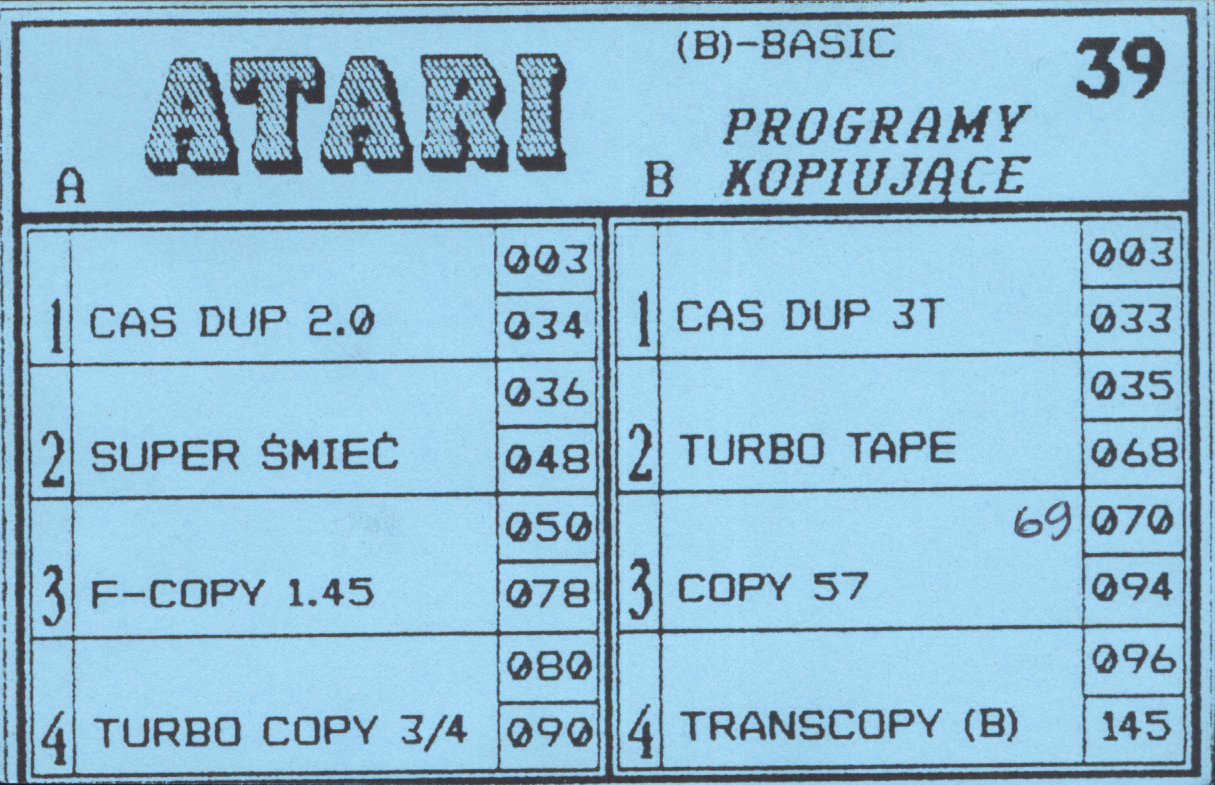 (B)-BASIC
39
ATARI
PROGRAMY
KOPIUJĄCE
A
B
003
1 CAS DUP 2.0 034
036
2 SUPER ŚMIEĆ 048
050
3 F-COPY 1.45 078
080
4 TURBO COPY 3/4 090
003
1 CAS DUP 3T 033
035
2 TURBO TAPE 068
69 070
3 COPY 57 094
096
4 TRANSCOPY (B) 145